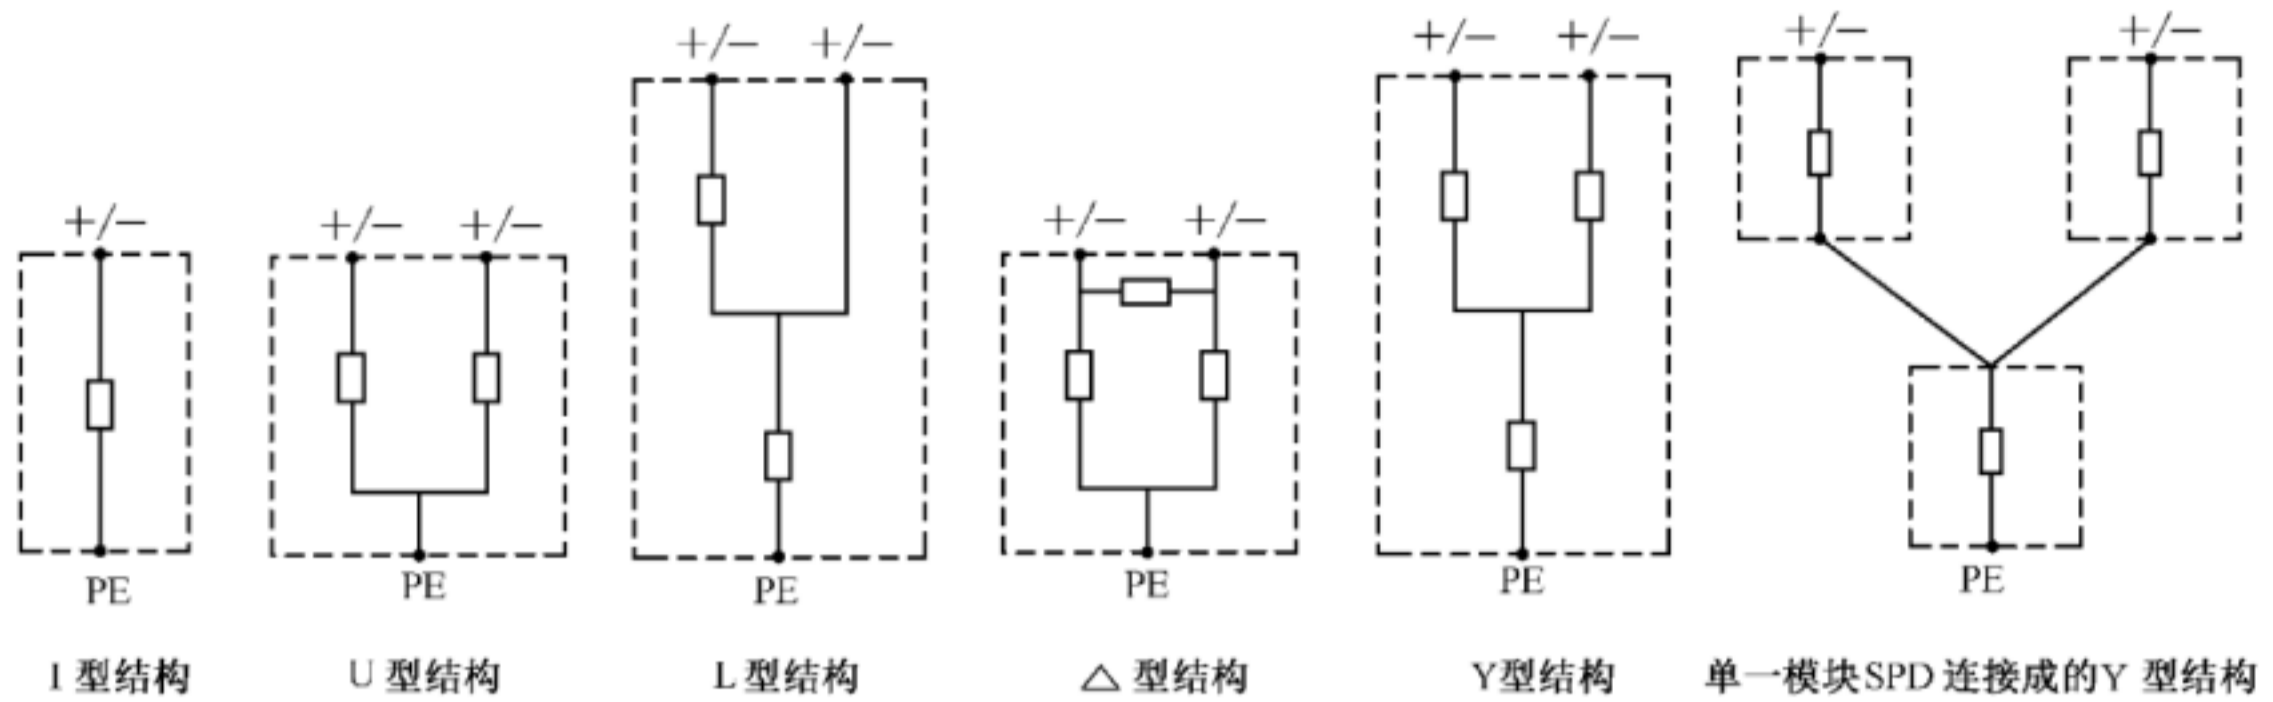 +/−
PE
I 型结构
+/− +/−
PE
U 型结构
+/− +/−
PE
L 型结构
+/− +/−
PE
△ 型结构
+/− +/−
PE
Y型结构
+/− +/−
PE
单一模块SPD 连接成的Y 型结构